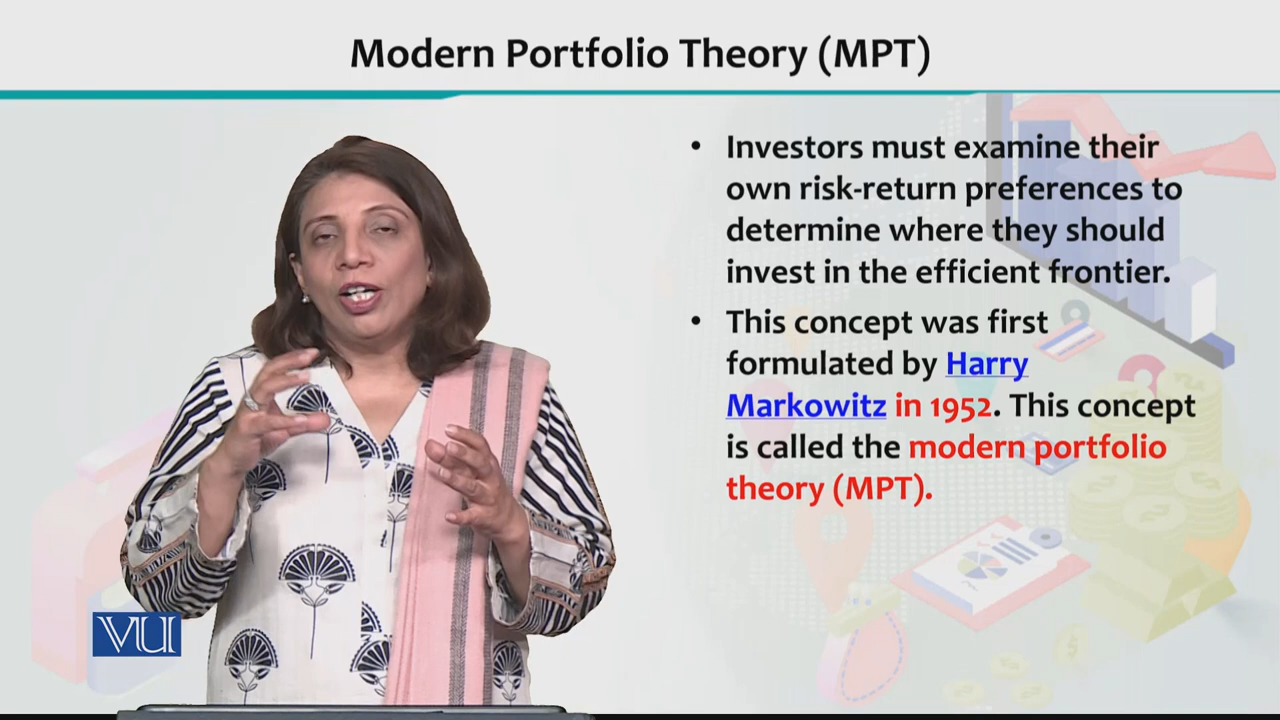 Modern Portfolio Theory (MPT)
• Investors must examine their
own risk-return preferences to
determine where they should
invest in the efficient frontier.
• This concept was first
formulated by Harry
Markowitz in 1952. This concept
is called the modern portfolio
theory (MPT).
VU